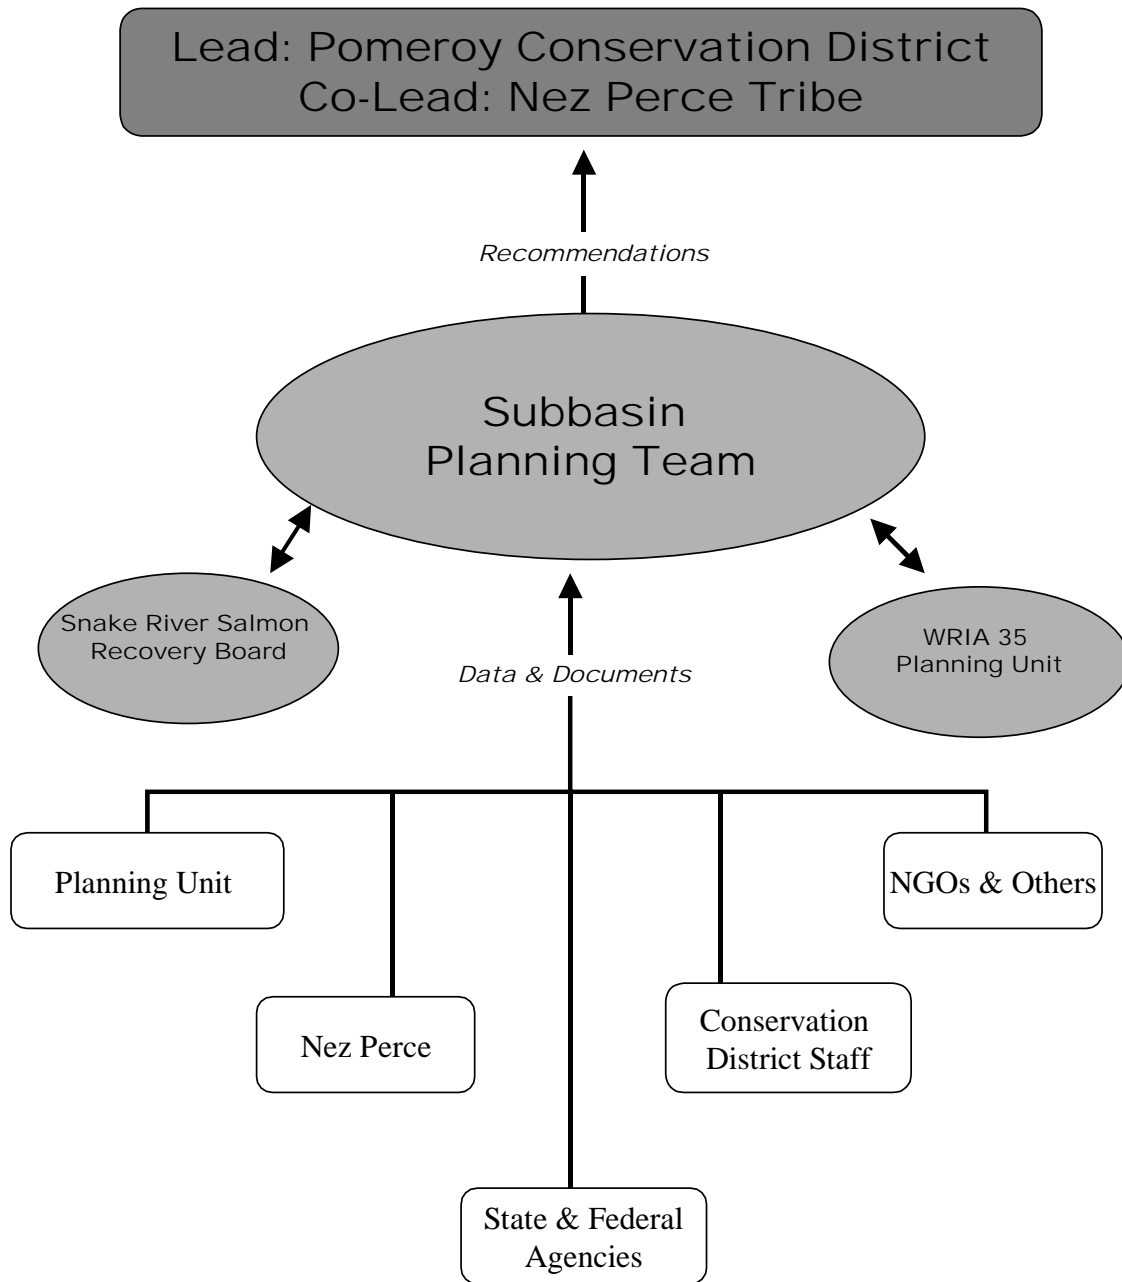 Lead: Pomeroy Conservation District
Co-Lead: Nez Perce Tribe
Recommendations
Subbasin
Planning Team
Snake River Salmon
Recovery Board
WRIA 35
Planning Unit
Data & Documents
Planning Unit
NGOs & Others
Nez Perce
Conservation
District Staff
State & Federal
Agencies